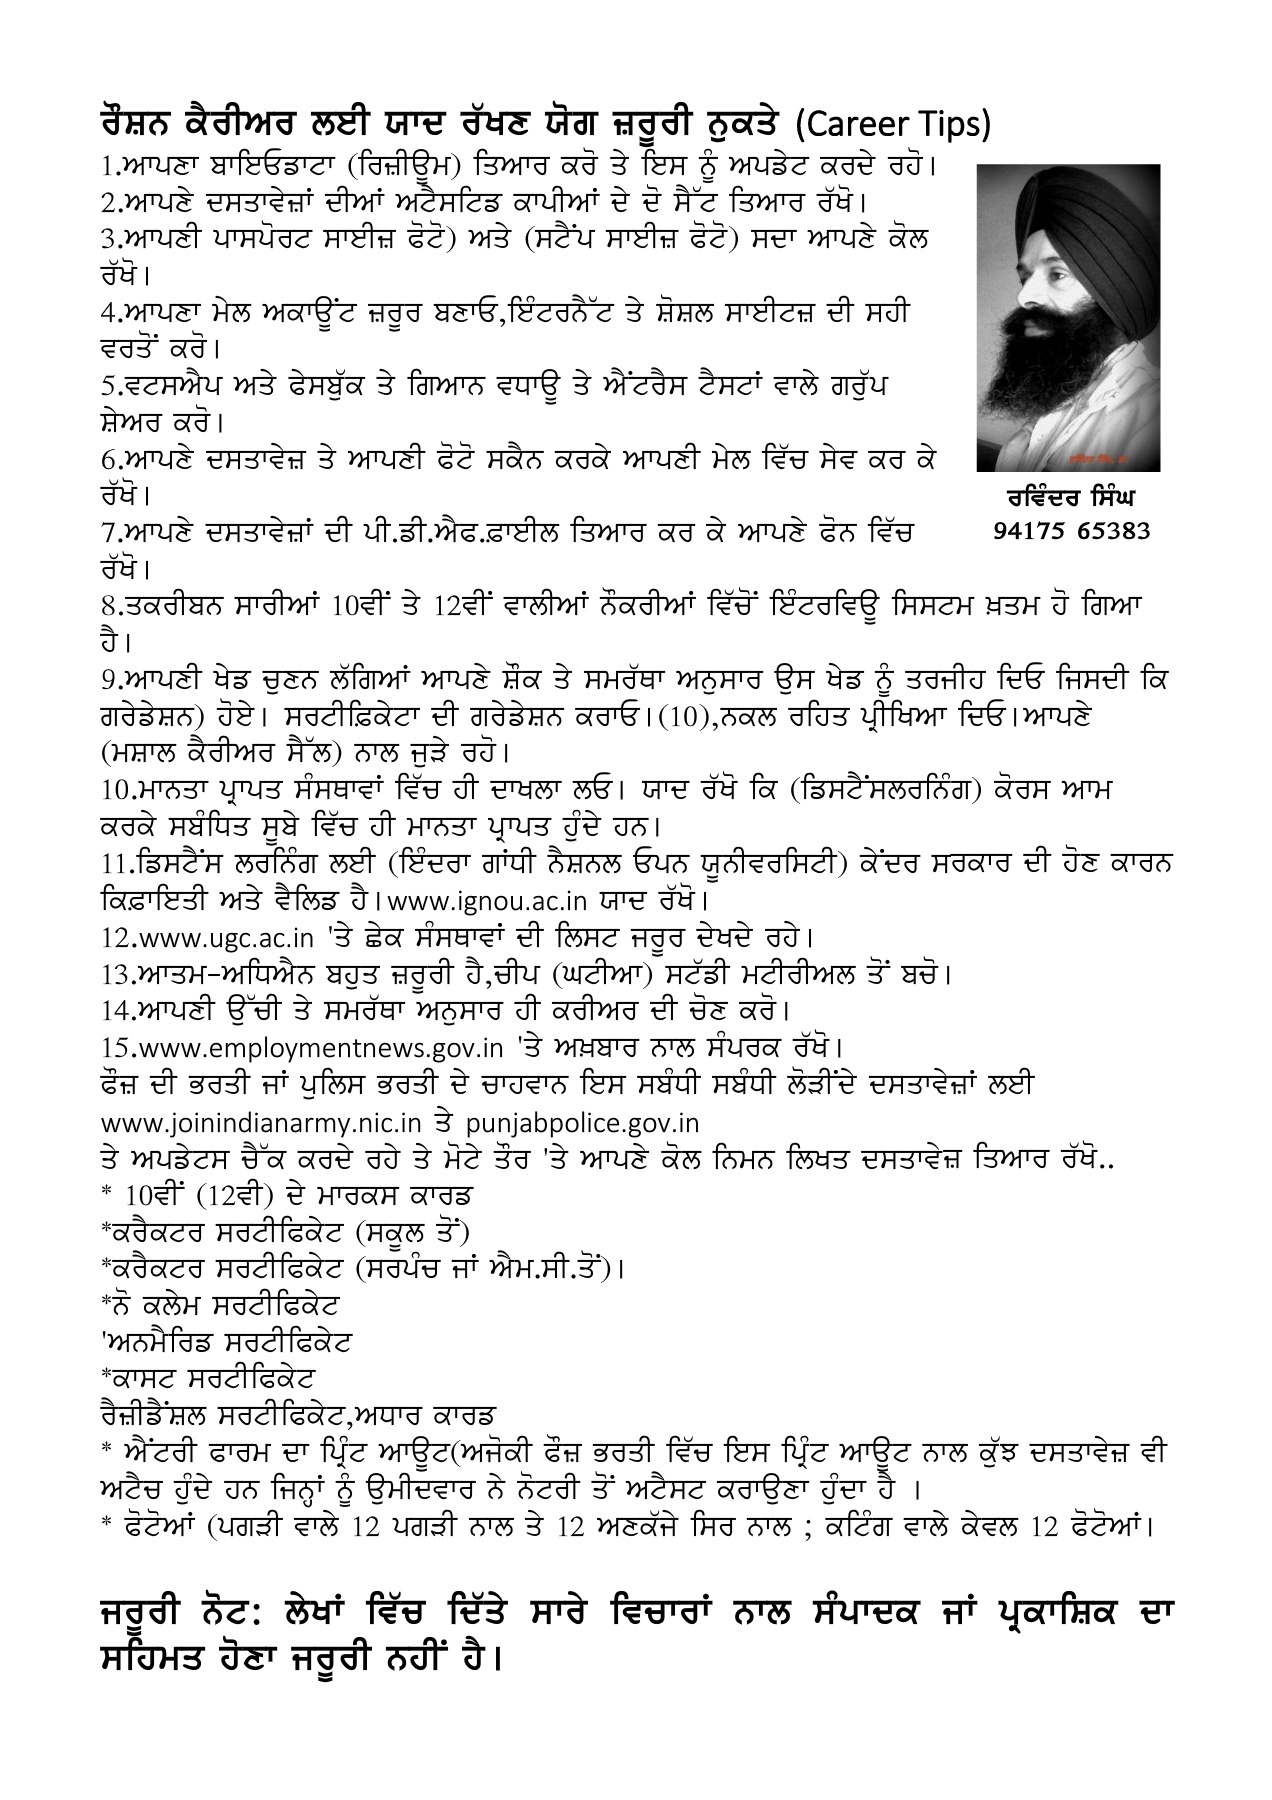 ਰੌਸ਼ਨ ਕੈਰੀਅਰ ਲਈ ਯਾਦ ਰੱਖਣ ਯੋਗ ਜ਼ਰੂਰੀ ਨੁਕਤੇ (Career Tips)
1.ਆਪਣਾ ਬਾਇਓਡਾਟਾ (ਰਿਜ਼ੀਊਮ) ਤਿਆਰ ਕਰੋ ਤੇ ਇਸ ਨੂੰ ਅਪਡੇਟ ਕਰਦੇ ਰਹੋ।
2.ਆਪਣੇ ਦਸਤਾਵੇਜ਼ਾਂ ਦੀਆਂ ਅਟੈਸਟਿਡ ਕਾਪੀਆਂ ਦੇ ਦੋ ਸੈੱਟ ਤਿਆਰ ਰੱਖੋ।
3.ਆਪਣੀ ਪਾਸਪੋਰਟ ਸਾਈਜ਼ ਫੋਟੋ) ਅਤੇ (ਸਟੈਂਪ ਸਾਈਜ਼ ਫੋਟੋ) ਸਦਾ ਆਪਣੇ ਕੋਲ
ਰੱਖੋ।
4.ਆਪਣਾ ਮੇਲ ਅਕਾਊਂਟ ਜ਼ਰੂਰ ਬਣਾਓ,ਇੰਟਰਨੈੱਟ ਤੇ ਸ਼ੋਸ਼ਲ ਸਾਈਟਜ਼ ਦੀ ਸਹੀ
ਵਰਤੋਂ ਕਰੋ।
5.ਵਟਸਐਪ ਅਤੇ ਫੇਸਬੁੱਕ ਤੇ ਗਿਆਨ ਵਧਾਊ ਤੇ ਐਂਟਰੈਸ ਟੈਸਟਾਂ ਵਾਲੇ ਗਰੁੱਪ
ਸ਼ੇਅਰ ਕਰੋ।
6.ਆਪਣੇ ਦਸਤਾਵੇਜ਼ ਤੇ ਆਪਣੀ ਫੋਟੋ ਸਕੈਨ ਕਰਕੇ ਆਪਣੀ ਮੇਲ ਵਿੱਚ ਸੇਵ ਕਰ ਕੇ
ਰੱਖੋ।
7.ਆਪਣੇ ਦਸਤਾਵੇਜ਼ਾਂ ਦੀ ਪੀ.ਡੀ.ਐਫ.ਫ਼ਾਈਲ ਤਿਆਰ ਕਰ ਕੇ ਆਪਣੇ ਫੋਨ ਵਿੱਚ
ਰੱਖੋ।
ਰਵਿੰਦਰ ਸਿੰਘ
94175 65383
8.ਤਕਰੀਬਨ ਸਾਰੀਆਂ 10ਵੀਂ ਤੇ 12ਵੀਂ ਵਾਲੀਆਂ ਨੌਕਰੀਆਂ ਵਿੱਚੋਂ ਇੰਟਰਵਿਊ ਸਿਸਟਮ ਖ਼ਤਮ ਹੋ ਗਿਆ
ਹੈ।
9.ਆਪਣੀ ਖੇਡ ਚੁਣਨ ਲੱਗਿਆਂ ਆਪਣੇ ਸ਼ੌਕ ਤੇ ਸਮਰੱਥਾ ਅਨੁਸਾਰ ਉਸ ਖੇਡ ਨੂੰ ਤਰਜੀਹ ਦਿਓ ਜਿਸਦੀ ਕਿ
ਗਰੇਡੇਸ਼ਨ) ਹੋਏ। ਸਰਟੀਫ਼ਿਕੇਟਾ ਦੀ ਗਰੇਡੇਸ਼ਨ ਕਰਾਓ।(10),ਨਕਲ ਰਹਿਤ ਪ੍ਰੀਖਿਆ ਦਿਓ।ਆਪਣੇ
(ਮਸ਼ਾਲ ਕੈਰੀਅਰ ਸੈੱਲ) ਨਾਲ ਜੁੜੇ ਰਹੋ।
10.ਮਾਨਤਾ ਪ੍ਰਾਪਤ ਸੰਸਥਾਵਾਂ ਵਿੱਚ ਹੀ ਦਾਖਲਾ ਲਓ। ਯਾਦ ਰੱਖੋ ਕਿ (ਡਿਸਟੈਂਸਲਰਨਿੰਗ) ਕੋਰਸ ਆਮ
ਕਰਕੇ ਸਬੰਧਿਤ ਸੂਬੇ ਵਿੱਚ ਹੀ ਮਾਨਤਾ ਪ੍ਰਾਪਤ ਹੁੰਦੇ ਹਨ।
11.ਡਿਸਟੈਂਸ ਲਰਨਿੰਗ ਲਈ (ਇੰਦਰਾ ਗਾਂਧੀ ਨੈਸ਼ਨਲ ਓਪਨ ਯੂਨੀਵਰਸਿਟੀ) ਕੇਂਦਰ ਸਰਕਾਰ ਦੀ ਹੋਣ ਕਾਰਨ
ਕਿਫ਼ਾਇਤੀ ਅਤੇ ਵੈਲਿਡ ਹੈ।www.ignou.ac.in ਯਾਦ ਰੱਖੋ।
12.www.ugc.ac.in 'ਤੇ ਛੇਕ ਸੰਸਥਾਵਾਂ ਦੀ ਲਿਸਟ ਜਰੂਰ ਦੇਖਦੇ ਰਹੇ।
13.ਆਤਮ-ਅਧਿਐਨ ਬਹੁਤ ਜ਼ਰੂਰੀ ਹੈ,ਚੀਪ (ਘਟੀਆ) ਸਟੱਡੀ ਮਟੀਰੀਅਲ ਤੋਂ ਬਚੋ।
14.ਆਪਣੀ ਉੱਚੀ ਤੇ ਸਮਰੱਥਾ ਅਨੁਸਾਰ ਹੀ ਕਰੀਅਰ ਦੀ ਚੋਣ ਕਰੋ।
15.www.employmentnews.gov.in 'ਤੇ ਅਖ਼ਬਾਰ ਨਾਲ ਸੰਪਰਕ ਰੱਖੋ।
ਫੌਜ਼ ਦੀ ਭਰਤੀ ਜਾਂ ਪੁਲਿਸ ਭਰਤੀ ਦੇ ਚਾਹਵਾਨ ਇਸ ਸਬੰਧੀ ਸਬੰਧੀ ਲੋੜੀਂਦੇ ਦਸਤਾਵੇਜ਼ਾਂ ਲਈ
www.joinindianarmy.nic.in ਤੇ punjabpolice.gov.in
ਤੇ ਅਪਡੇਟਸ ਚੈੱਕ ਕਰਦੇ ਰਹੇ ਤੇ ਮੋਟੇ ਤੌਰ 'ਤੇ ਆਪਣੇ ਕੋਲ ਨਿਮਨ ਲਿਖਤ ਦਸਤਾਵੇਜ਼ ਤਿਆਰ ਰੱਖੋ..
* 10ਵੀਂ (12ਵੀ) ਦੇ ਮਾਰਕਸ ਕਾਰਡ
*ਕਰੈਕਟਰ ਸਰਟੀਫਿਕੇਟ (ਸਕੂਲ ਤੋਂ)
*ਕਰੈਕਟਰ ਸਰਟੀਫਿਕੇਟ (ਸਰਪੰਚ ਜਾਂ ਐਮ.ਸੀ.ਤੋਂ)।
*ਨੋ ਕਲੇਮ ਸਰਟੀਫਿਕੇਟ
'ਅਨਮੈਰਿਡ ਸਰਟੀਫਿਕੇਟ
*ਕਾਸਟ ਸਰਟੀਫਿਕੇਟ
ਰੈਜ਼ੀਡੈਂਸ਼ਲ ਸਰਟੀਫਿਕੇਟ,ਅਧਾਰ ਕਾਰਡ
* ਐਂਟਰੀ ਫਾਰਮ ਦਾ ਪ੍ਰਿੰਟ ਆਊਟ(ਅਜੋਕੀ ਫੌਜ਼ ਭਰਤੀ ਵਿੱਚ ਇਸ ਪ੍ਰਿੰਟ ਆਊਟ ਨਾਲ ਕੁੱਝ ਦਸਤਾਵੇਜ਼ ਵੀ
ਅਟੈਚ ਹੁੰਦੇ ਹਨ ਜਿਨ੍ਹਾਂ ਨੂੰ ਉਮੀਦਵਾਰ ਨੇ ਨੋਟਰੀ ਤੋਂ ਅਟੈਸਟ ਕਰਾਉਣਾ ਹੁੰਦਾ ਹੈ ।
* ਫੋਟੋਆਂ (ਪਗੜੀ ਵਾਲੇ 12 ਪਗੜੀ ਨਾਲ ਤੇ 12 ਅਣਕੱਜੇ ਸਿਰ ਨਾਲ ; ਕਟਿੰਗ ਵਾਲੇ ਕੇਵਲ 12 ਫੋਟੋਆਂ।
ਜਰੂਰੀ ਨੋਟ: ਲੇਖਾਂ ਵਿੱਚ ਦਿੱਤੇ ਸਾਰੇ ਵਿਚਾਰਾਂ ਨਾਲ ਸੰਪਾਦਕ ਜਾਂ ਪ੍ਰਕਾਸ਼ਿਕ ਦਾ
ਸਹਿਮਤ ਹੋਣਾ ਜਰੂਰੀ ਨਹੀਂ ਹੈ।